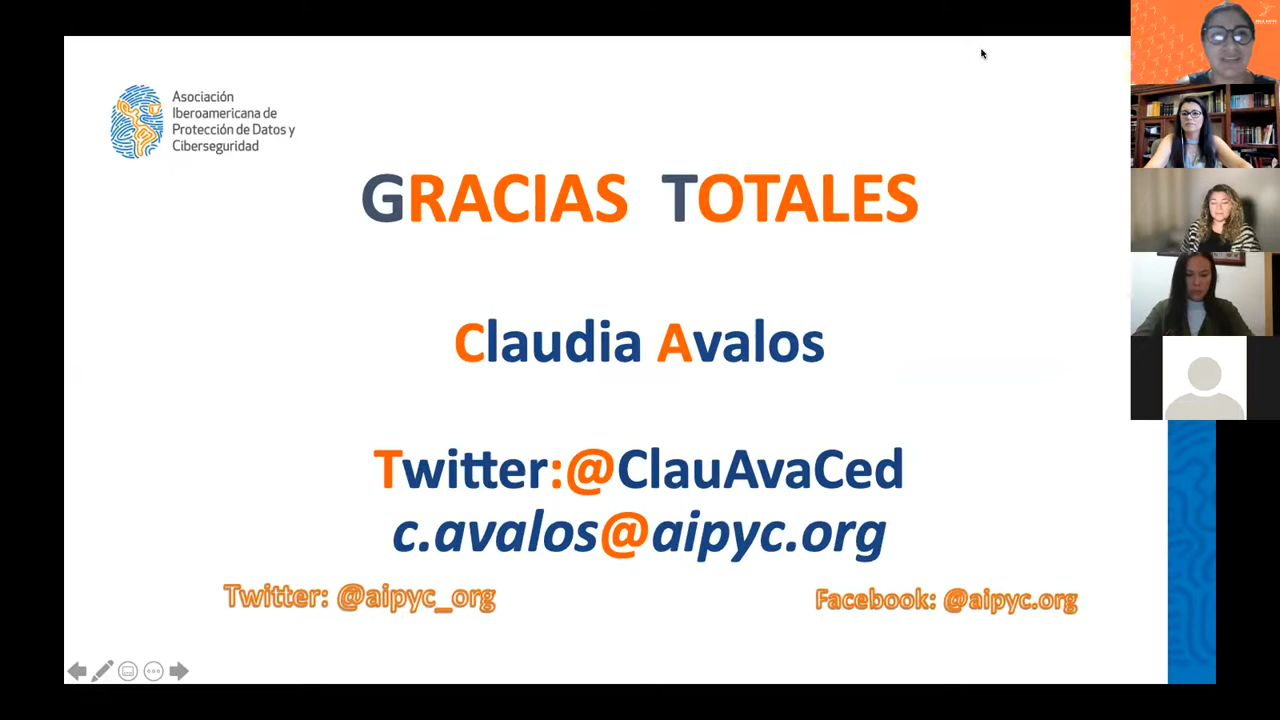 Asociación
Iberoamericana de
Protección de Datos y
Ciberseguridad
GRACIAS TOTALES
Claudia Avalos
Twitter:@ClauAvaCed
c.avalos@aipyc.org
Twitter: @aipyc_org
Facebook: @aipyc.org